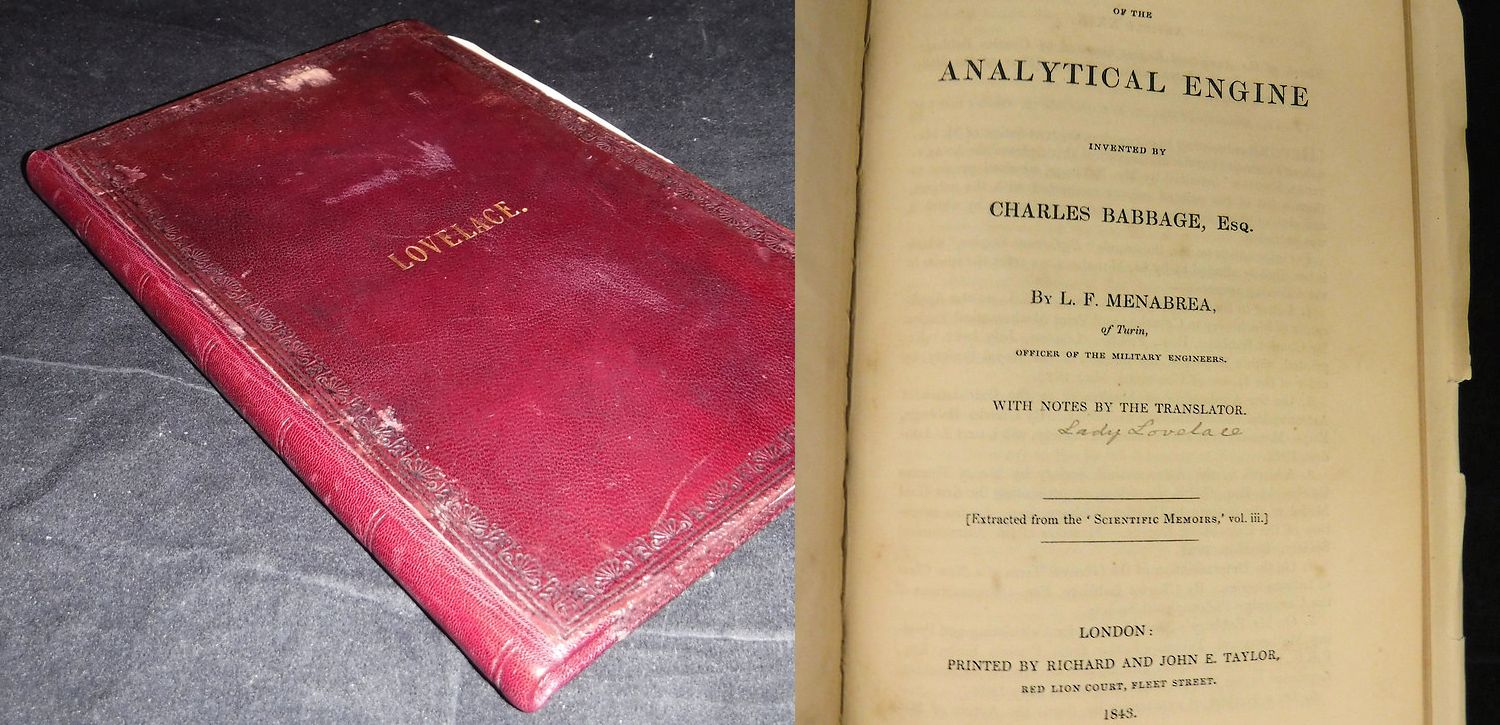 LOVELACE.
OF THE
ANALYTICAL ENGINE
INVENTED BY
CHARLES BABBAGE, Esq.
By L. F. MENABREA,
of Turin,
OFFICER OF THE MILITARY ENGINEERS.
WITH NOTES BY THE TRANSLATOR.
Lady Lovelace
[Extracted from the ‘Scientific Memoirs,’ vol. iii.]
LONDON:
PRINTED BY RICHARD AND JOHN E. TAYLOR,
RED LION COURT, FLEET STREET.
1843.